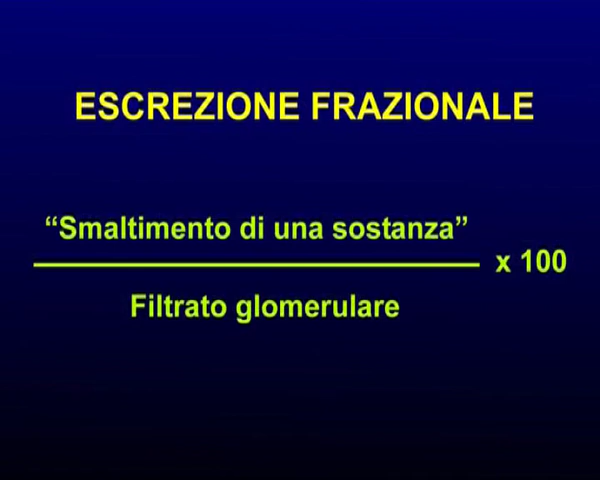 ESCREZIONE FRAZIONALE
“Smaltimento di una sostanza”
x 100
Filtrato glomerulare